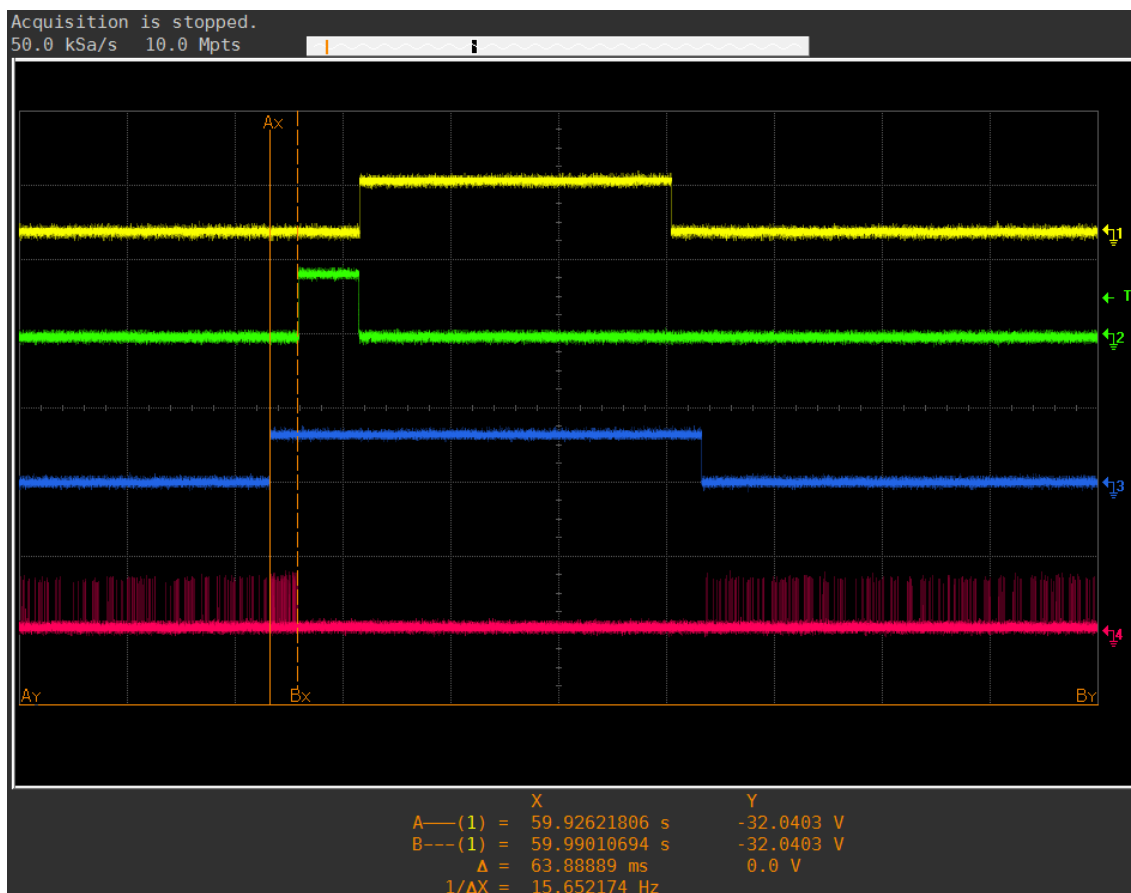 Acquisition is stopped.
50.0 kSa/s 10.0 Mpts
Ax
1
T
2
3
4
Ay Bx By
X Y
A———(1) = 59.92621806 s -32.0403 V
B---(1) = 59.99010694 s -32.0403 V
Δ = 63.88889 ms 0.0 V
1/ΔX = 15.652174 Hz